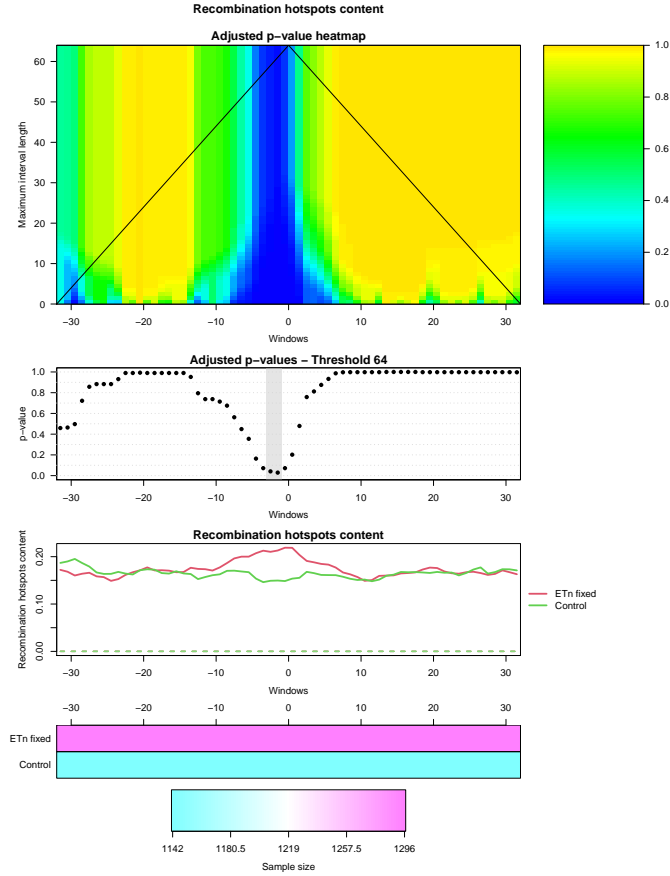 Recombination hotspots content
Adjusted p-value heatmap
Maximum interval length
60
50
40
30
20
10
0
−30 −20 −10 0 10 20 30
Windows
1.0
0.8
0.6
0.4
0.2
0.0
Adjusted p-values − Threshold 64
p-value
1.0
0.8
0.6
0.4
0.2
0.0
−30 −20 −10 0 10 20 30
Windows
Recombination hotspots content
Recombination hotspots content
0.20
0.10
0.00
−30 −20 −10 0 10 20 30
Windows
ETn fixed
Control
−30 −20 −10 0 10 20 30
ETn fixed
Control
1142 1180.5 1219 1257.5 1296
Sample size